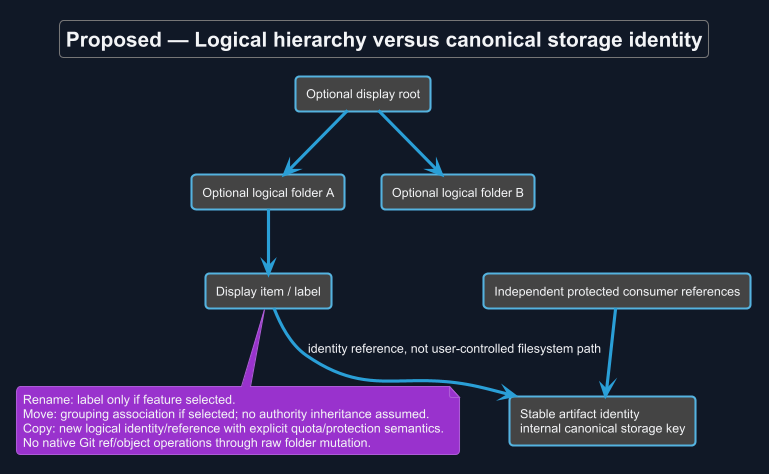 Proposed — Logical hierarchy versus canonical storage identity
Optional display root
Optional logical folder A
Optional logical folder B
Display item / label
Independent protected consumer references
identity reference, not user-controlled filesystem path
Rename: label only if feature selected.
Move: grouping association if selected; no authority inheritance assumed.
Copy: new logical identity/reference with explicit quota/protection semantics.
No native Git ref/object operations through raw folder mutation.
Stable artifact identity
internal canonical storage key